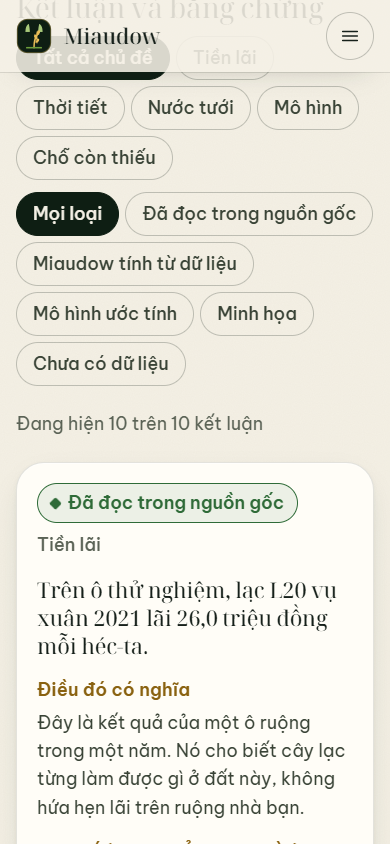 Kết luận và bằng chứng
Miaudow
Tất cả chủ đề
Tiền lãi
Thời tiết
Nước tưới
Mô hình
Chỗ còn thiếu
Mọi loại
Đã đọc trong nguồn gốc
Miaudow tính từ dữ liệu
Mô hình ước tính
Minh họa
Chưa có dữ liệu
Đang hiện 10 trên 10 kết luận
Đã đọc trong nguồn gốc
Tiền lãi
Trên ô thử nghiệm, lạc L20 vụ
xuân 2021 lãi 26,0 triệu đồng
mỗi héc-ta.
Điều đó có nghĩa
Đây là kết quả của một ô ruộng
trong một năm. Nó cho biết cây lạc
từng làm được gì ở đất này, không
hứa hẹn lãi trên ruộng nhà bạn.